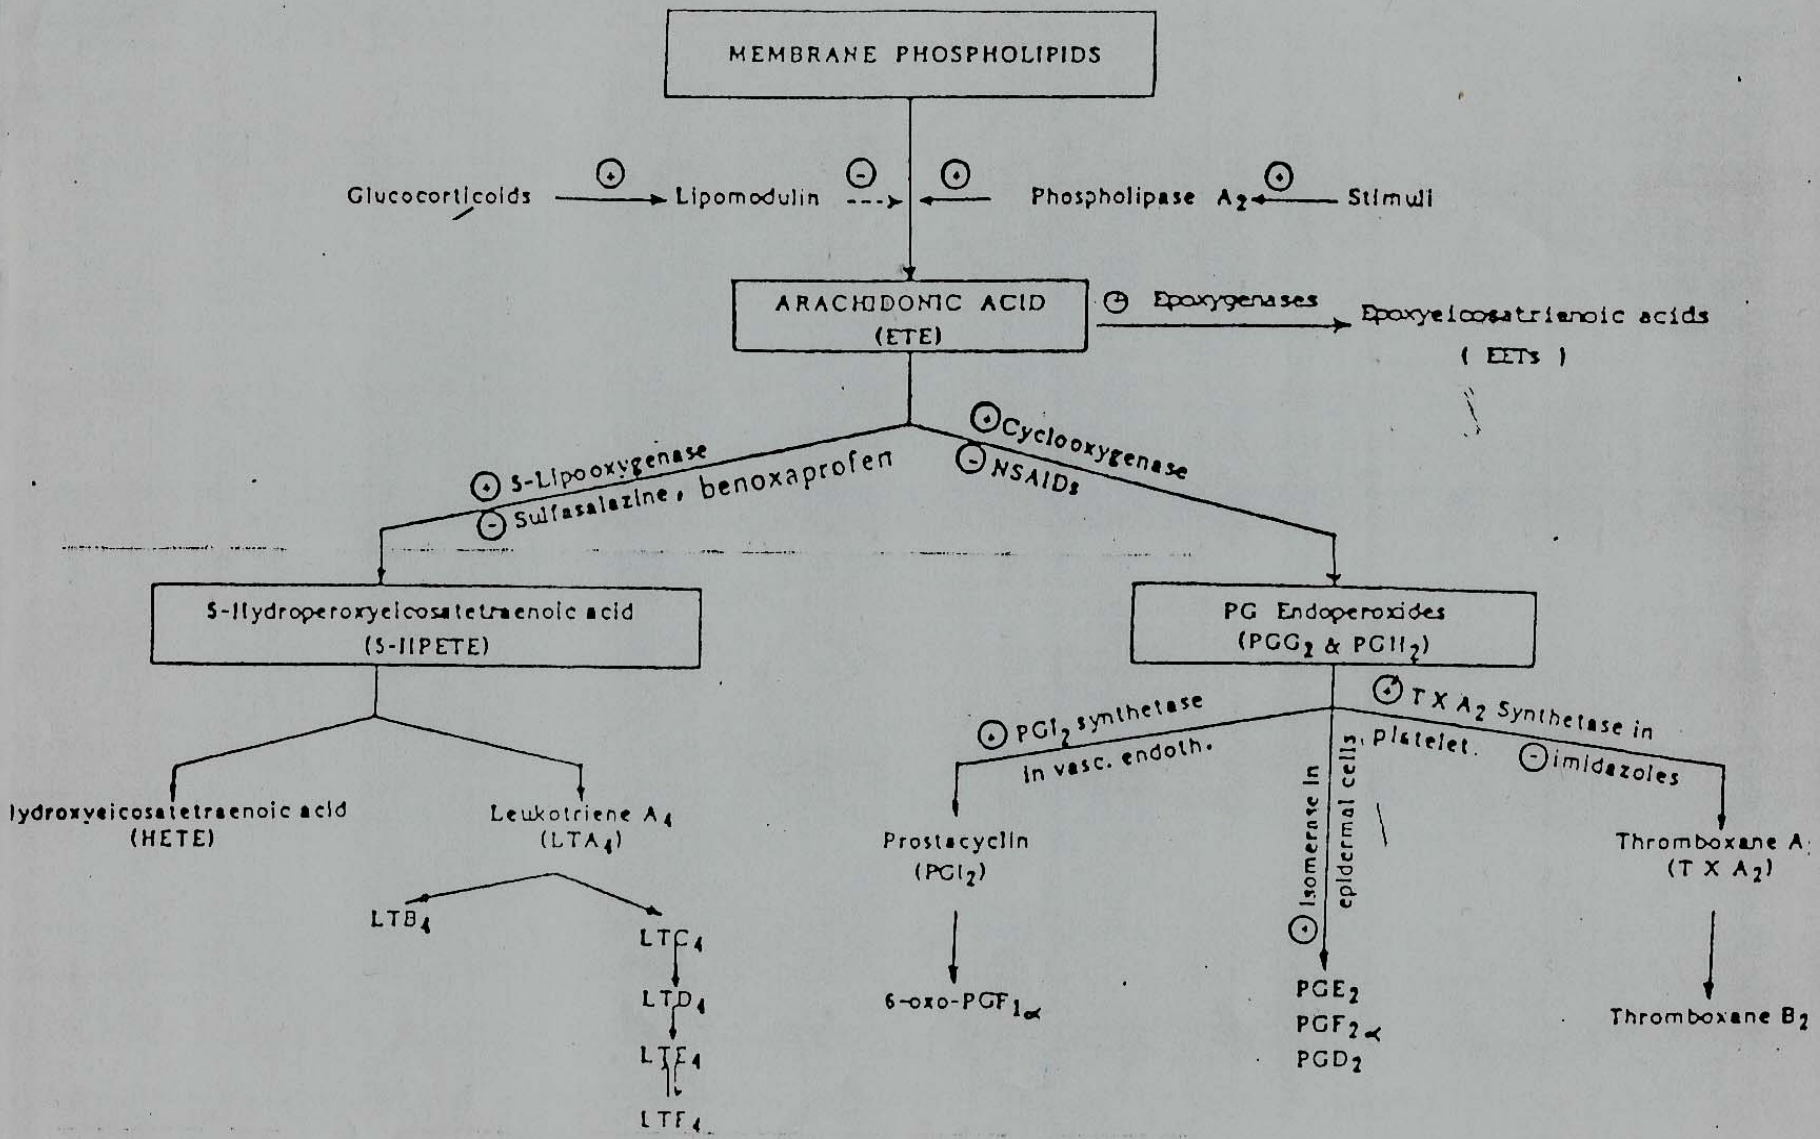 MEMBRANE PHOSPHOLIPIDS
Glucocorticoids
+
Lipomodulin
-
+
Phospholipase A2
+
Stimuli
ARACHIDONIC ACID
(ETE)
Epoxygenases
Epoxyeicosatrienoic acids
( EETs )
+ 5-Lipooxygenase
- Sulfasalazine, benoxaprofen
+ Cyclooxygenase
- NSAIDs
5-Hydroperoxyeicosatetraenoic acid
(5-HPETE)
PG Endoperoxides
(PGG2 & PGH2)
+ PGI2 synthetase
in vasc. endoth.
+ Isomerase in
epidermal cells
+ T X A2 Synthetase in
platelet.
- imidazoles
Hydroxyeicosatetraenoic acid
(HETE)
Leukotriene A4
(LTA4)
Prostacyclin
(PGI2)
Thromboxane A
(T X A2)
LTB4
LTC4
LTD4
LTE4
LTF4
6-oxo-PGF1α
PGE2
PGF2α
PGD2
Thromboxane B2